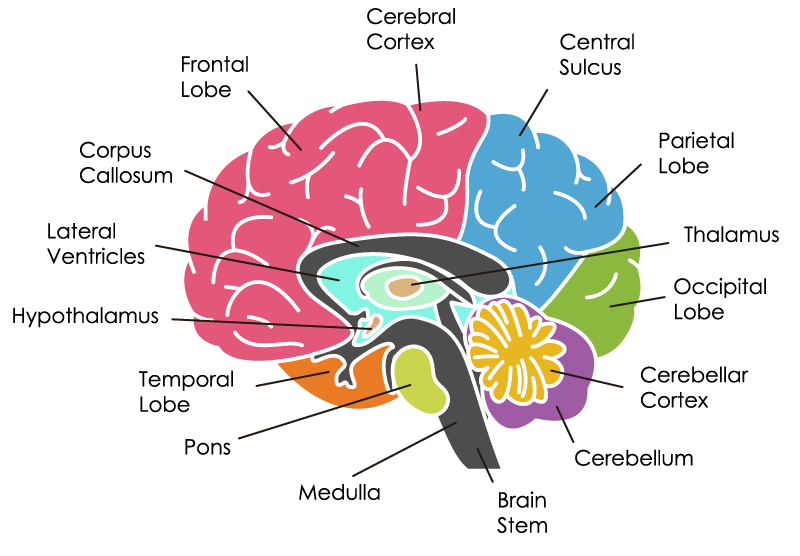 Cerebral
Cortex
Central
Sulcus
Frontal
Lobe
Parietal
Lobe
Corpus
Callosum
Lateral
Ventricles
Thalamus
Occipital
Lobe
Hypothalamus
Temporal
Lobe
Cerebellar
Cortex
Pons
Cerebellum
Medulla
Brain
Stem